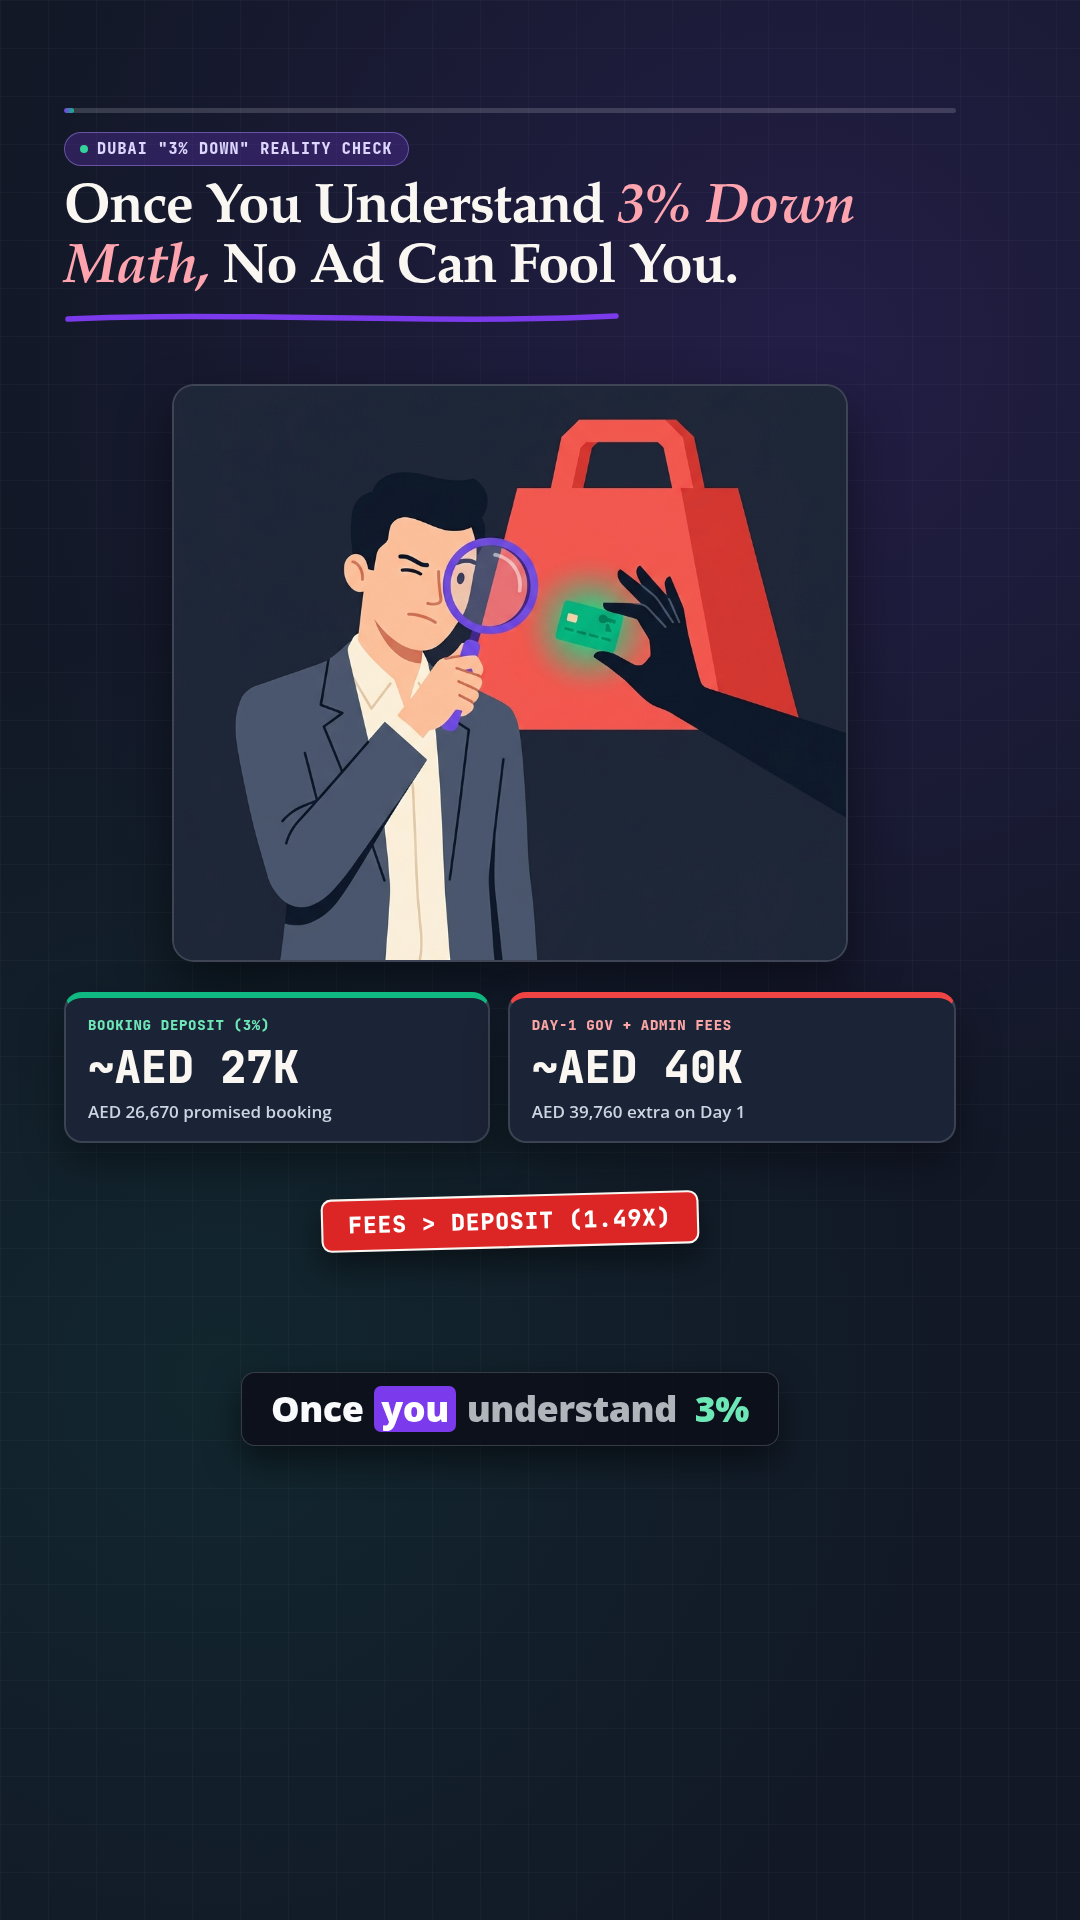 DUBAI "3% DOWN" REALITY CHECK
Once You Understand 3% Down
Math, No Ad Can Fool You.
BOOKING DEPOSIT (3%)
~AED 27K
AED 26,670 promised booking
DAY-1 GOV + ADMIN FEES
~AED 40K
AED 39,760 extra on Day 1
FEES > DEPOSIT (1.49X)
Once you understand 3%